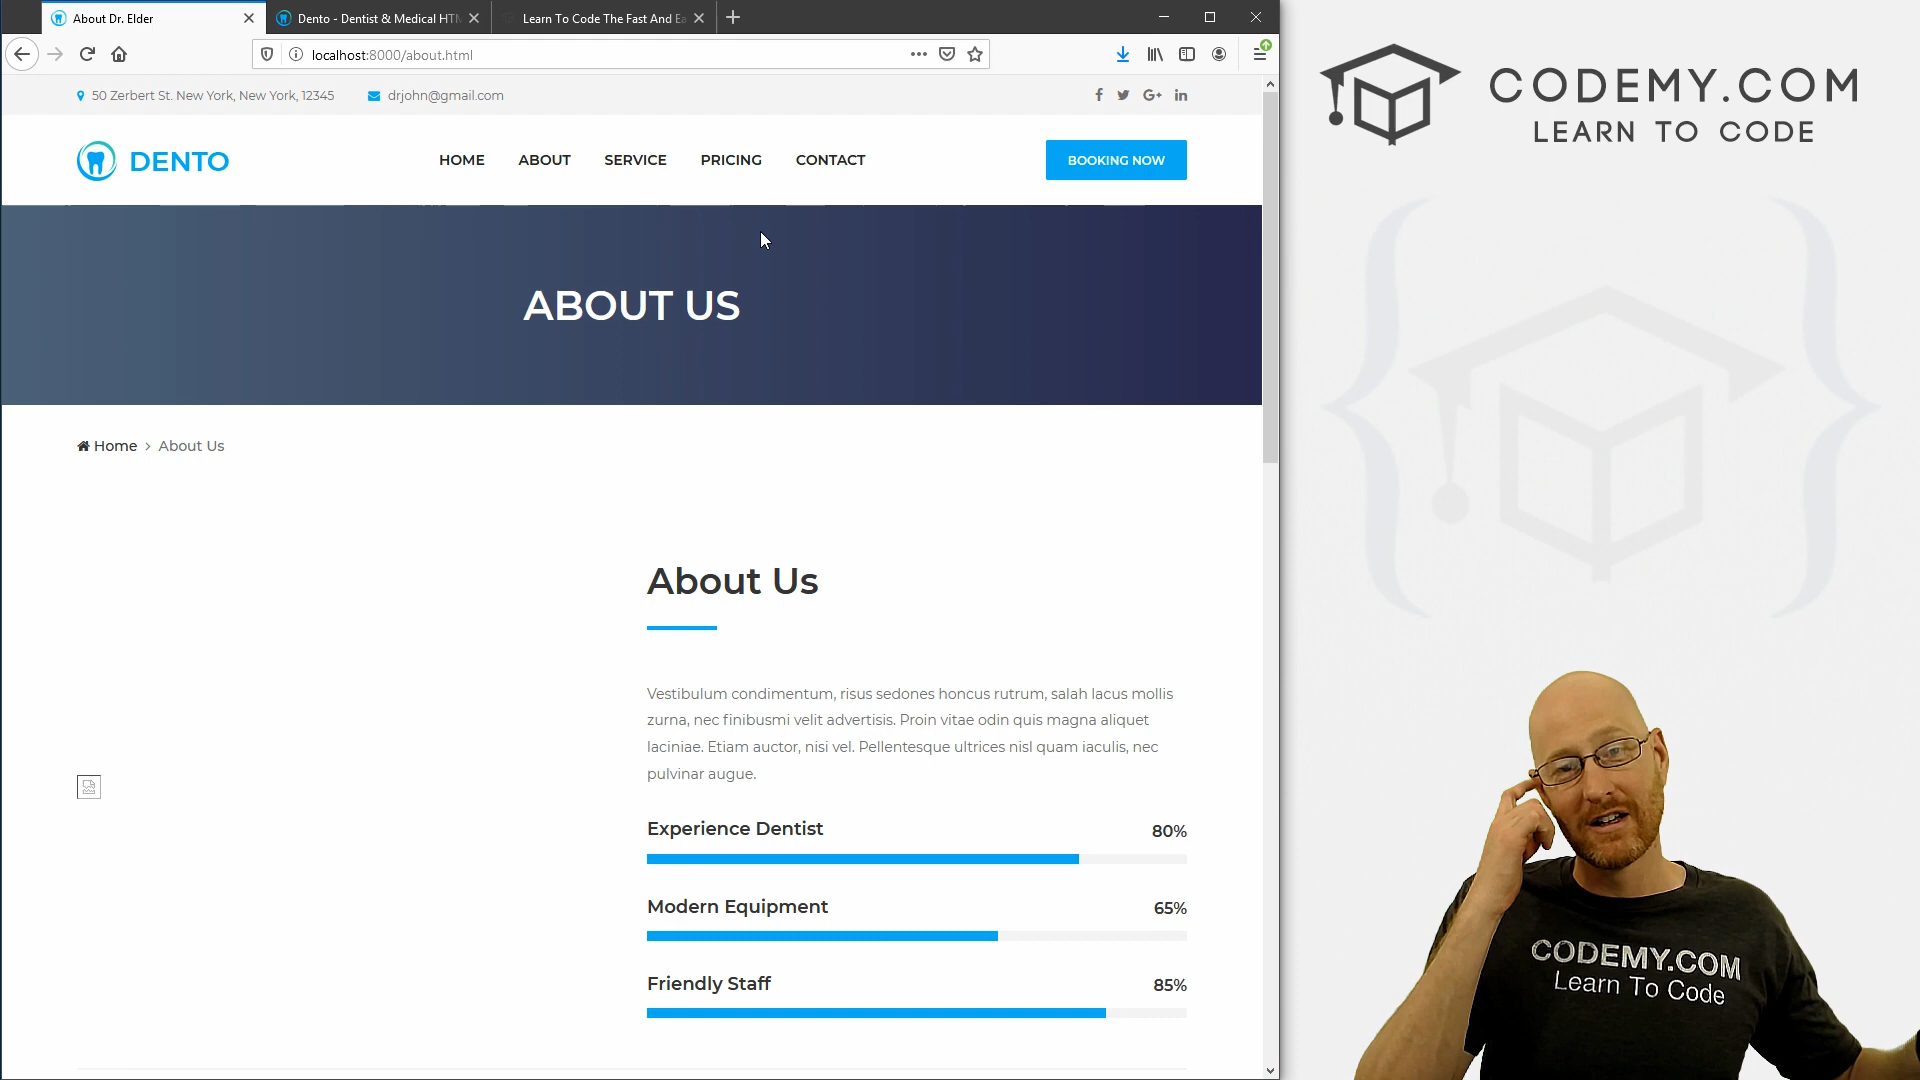 About Dr. Elder
Dento - Dentist & Medical HTM
Learn To Code The Fast And Ea
localhost:8000/about.html
50 Zerbert St. New York, New York, 12345
drjohn@gmail.com
DENTO
HOME
ABOUT
SERVICE
PRICING
CONTACT
BOOKING NOW
ABOUT US
Home > About Us
About Us
Vestibulum condimentum, risus sedones honcus rutrum, salah lacus mollis
zurna, nec finibusmi velit advertisis. Proin vitae odin quis magna aliquet
laciniae. Etiam auctor, nisi vel. Pellentesque ultrices nisl quam iaculis, nec
pulvinar augue.
Experience Dentist 80%
Modern Equipment 65%
Friendly Staff 85%
CODEMY.COM
LEARN TO CODE
CODEMY.COM
Learn To Code